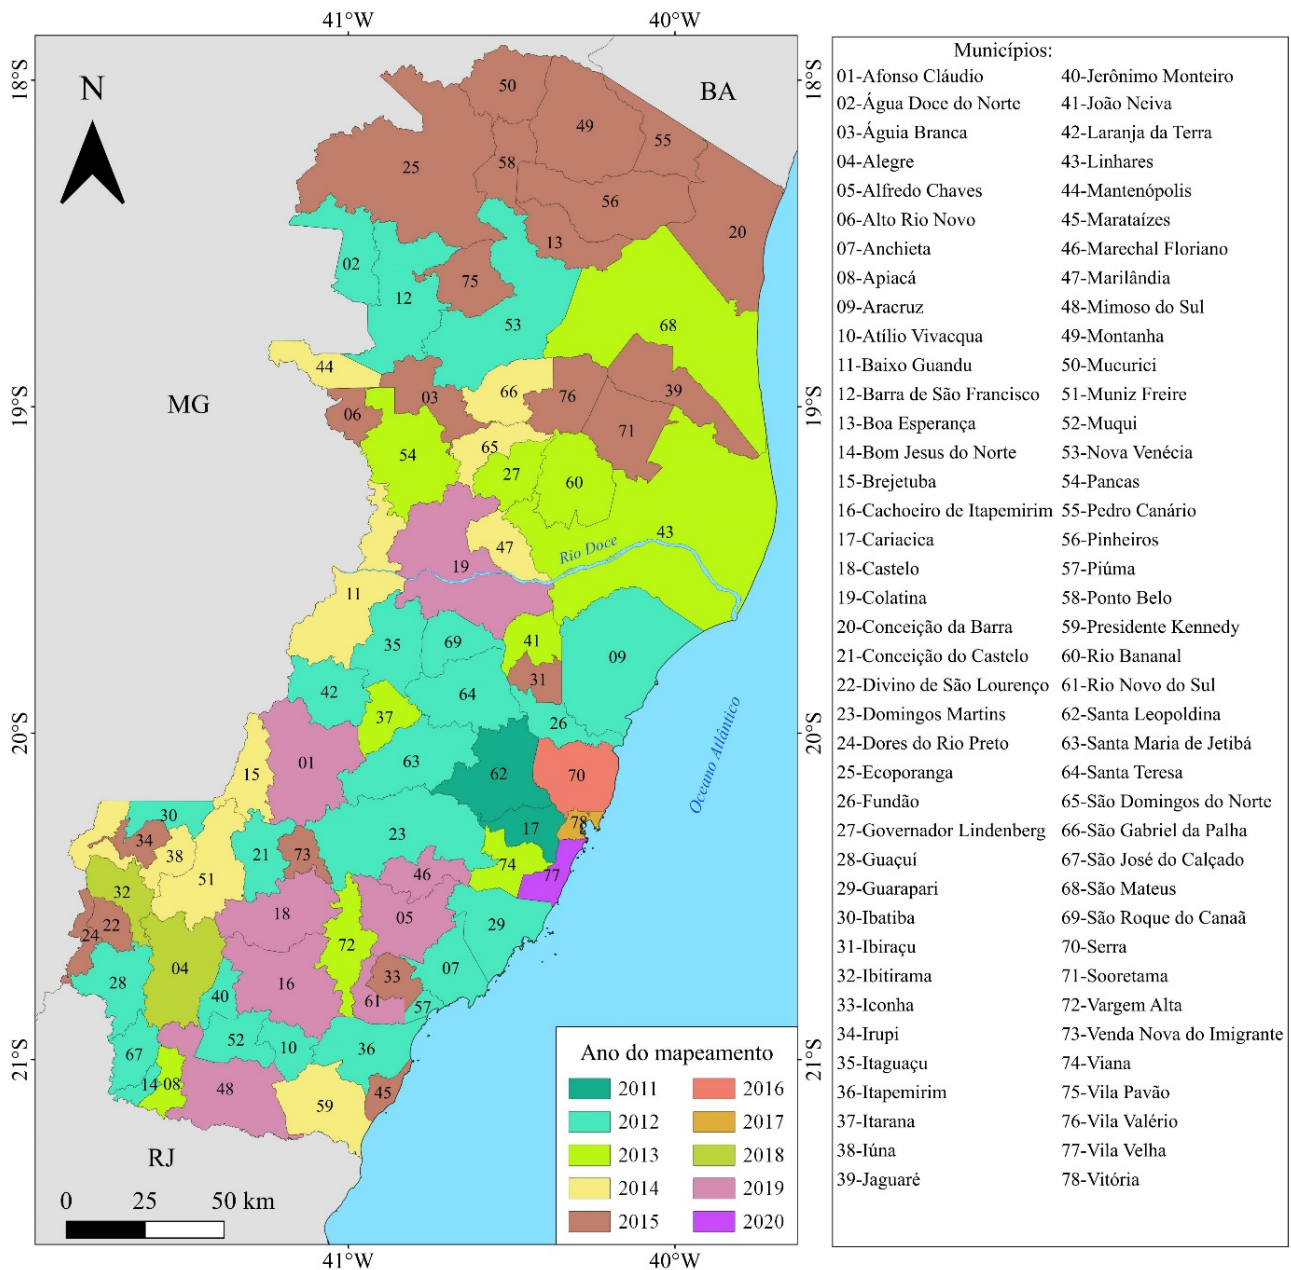 41°W 40°W
18°S 18°S
N
BA
MG
19°S 19°S
Rio Doce
20°S 20°S
Oceano Atlântico
21°S 21°S
RJ
0 25 50 km
41°W 40°W
50
49
55
25
58
56
20
13
02
75
12
53
68
44
66
03
76
39
06
71
65
54
27
60
43
47
19
11
35
69
41
09
31
42
64
37
26
01
63
15
62
70
30
78
17
34
23
38
21
73
74
46
77
51
32
18
05
29
22
24
72
04
33
07
28
16
40
61
57
52
10
36
67
14
08
48
45
59
Ano do mapeamento
2011 2016
2012 2017
2013 2018
2014 2019
2015 2020
Municípios:
01-Afonso Cláudio
02-Água Doce do Norte
03-Águia Branca
04-Alegre
05-Alfredo Chaves
06-Alto Rio Novo
07-Anchieta
08-Apiacá
09-Aracruz
10-Atílio Vivacqua
11-Baixo Guandu
12-Barra de São Francisco
13-Boa Esperança
14-Bom Jesus do Norte
15-Brejetuba
16-Cachoeiro de Itapemirim
17-Cariacica
18-Castelo
19-Colatina
20-Conceição da Barra
21-Conceição do Castelo
22-Divino de São Lourenço
23-Domingos Martins
24-Dores do Rio Preto
25-Ecoporanga
26-Fundão
27-Governador Lindenberg
28-Guaçuí
29-Guarapari
30-Ibatiba
31-Ibiraçu
32-Ibitirama
33-Iconha
34-Irupi
35-Itaguaçu
36-Itapemirim
37-Itarana
38-Iúna
39-Jaguaré
40-Jerônimo Monteiro
41-João Neiva
42-Laranja da Terra
43-Linhares
44-Mantenópolis
45-Marataízes
46-Marechal Floriano
47-Marilândia
48-Mimoso do Sul
49-Montanha
50-Mucurici
51-Muniz Freire
52-Muqui
53-Nova Venécia
54-Pancas
55-Pedro Canário
56-Pinheiros
57-Piúma
58-Ponto Belo
59-Presidente Kennedy
60-Rio Bananal
61-Rio Novo do Sul
62-Santa Leopoldina
63-Santa Maria de Jetibá
64-Santa Teresa
65-São Domingos do Norte
66-São Gabriel da Palha
67-São José do Calçado
68-São Mateus
69-São Roque do Canaã
70-Serra
71-Sooretama
72-Vargem Alta
73-Venda Nova do Imigrante
74-Viana
75-Vila Pavão
76-Vila Valério
77-Vila Velha
78-Vitória